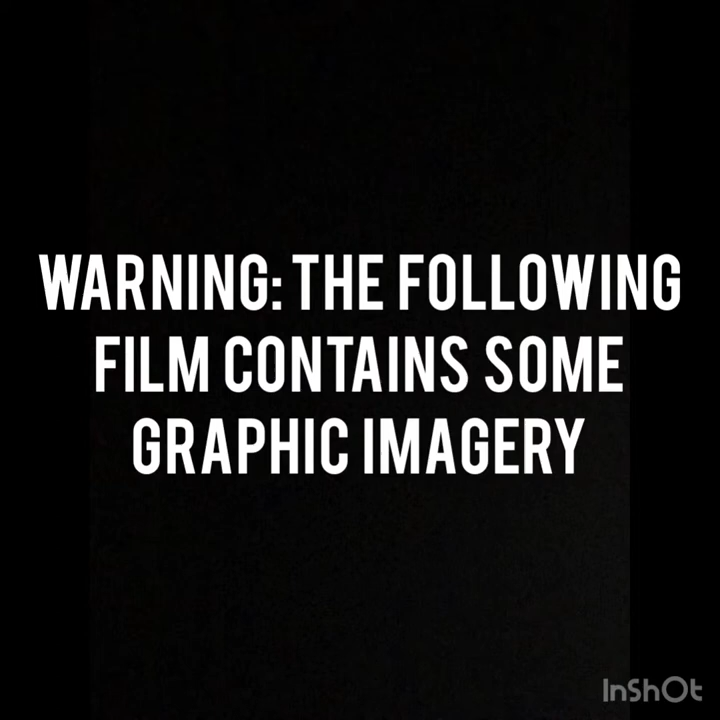 WARNING: THE FOLLOWING
FILM CONTAINS SOME
GRAPHIC IMAGERY
InShOt